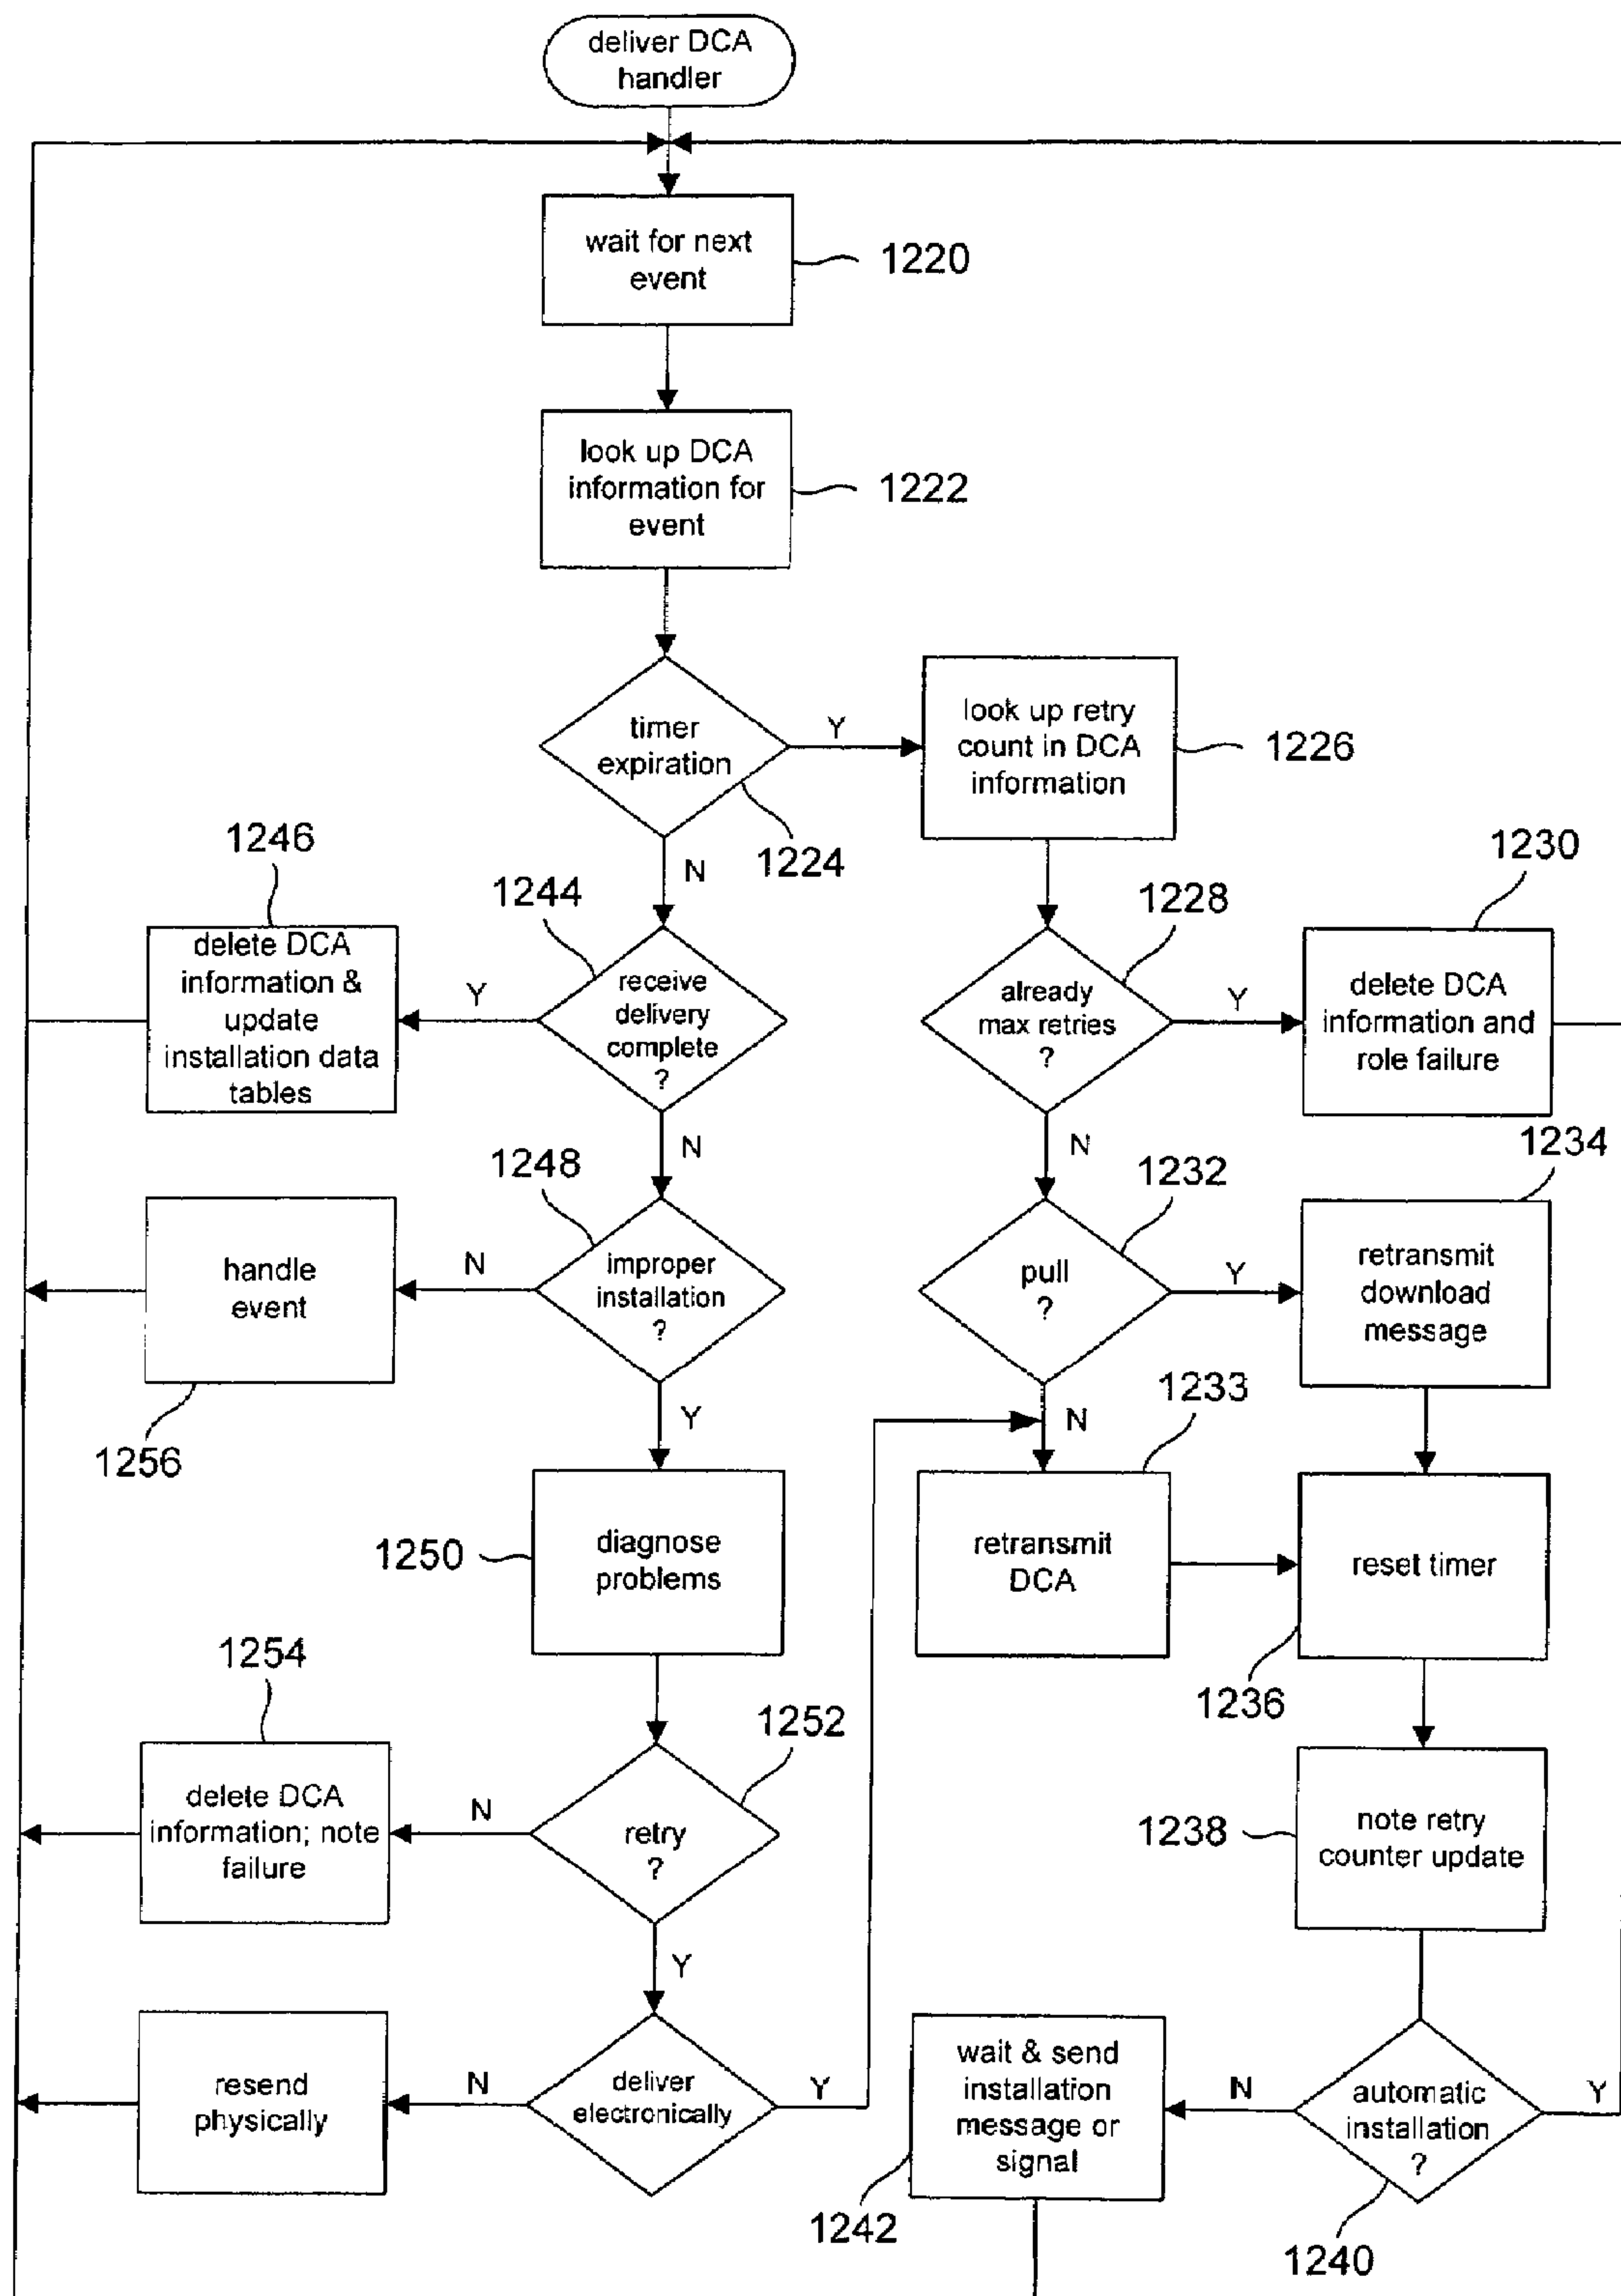 deliver DCA
handler
wait for next
event
1220
look up DCA
information for
event
1222
timer
expiration
Y
N
1224
look up retry
count in DCA
information
1226
1246
delete DCA
information &
update
installation data
tables
1244
Y
receive
delivery
complete
?
N
1228
already
max retries
?
Y
N
1230
delete DCA
information and
role failure
1248
handle
event
1256
N
improper
installation
?
Y
1232
pull
?
Y
N
1234
retransmit
download
message
1250
diagnose
problems
1233
retransmit
DCA
reset timer
1236
1254
delete DCA
information; note
failure
N
1252
retry
?
Y
1238
note retry
counter update
resend
physically
N
deliver
electronically
Y
wait & send
installation
message or
signal
1242
N
automatic
installation
?
Y
1240